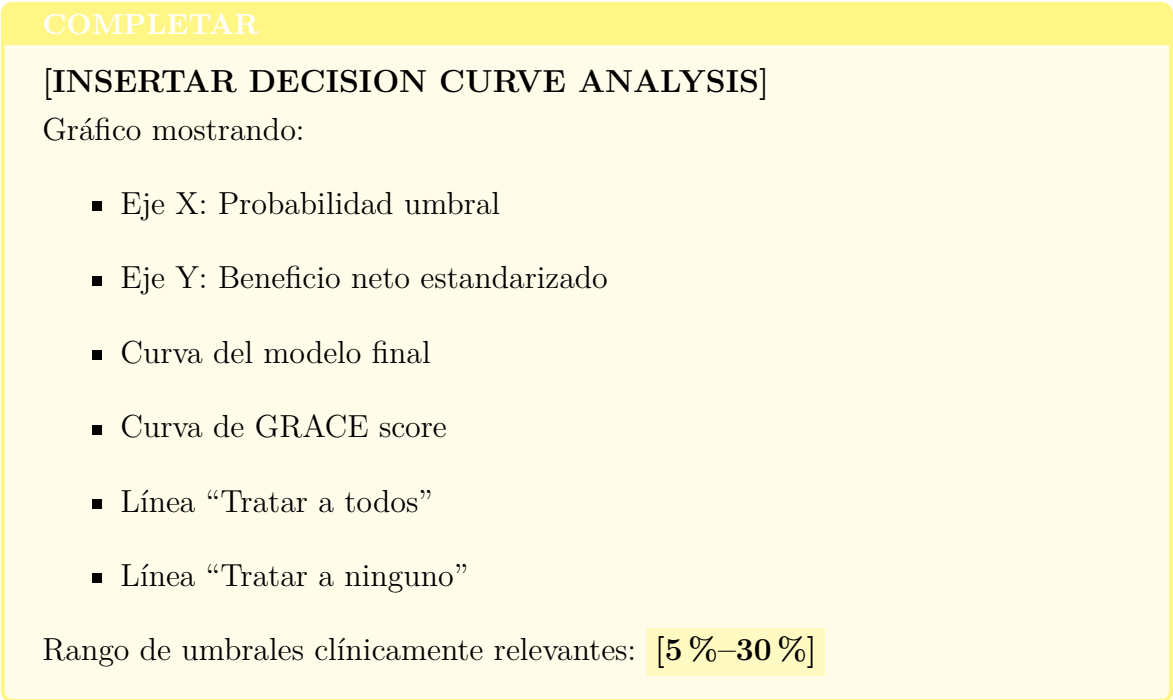 COMPLETAR
[INSERTAR DECISION CURVE ANALYSIS]
Gráfico mostrando:
▪ Eje X: Probabilidad umbral
▪ Eje Y: Beneficio neto estandarizado
▪ Curva del modelo final
▪ Curva de GRACE score
▪ Línea “Tratar a todos”
▪ Línea “Tratar a ninguno”
Rango de umbrales clínicamente relevantes: [5 %–30 %]